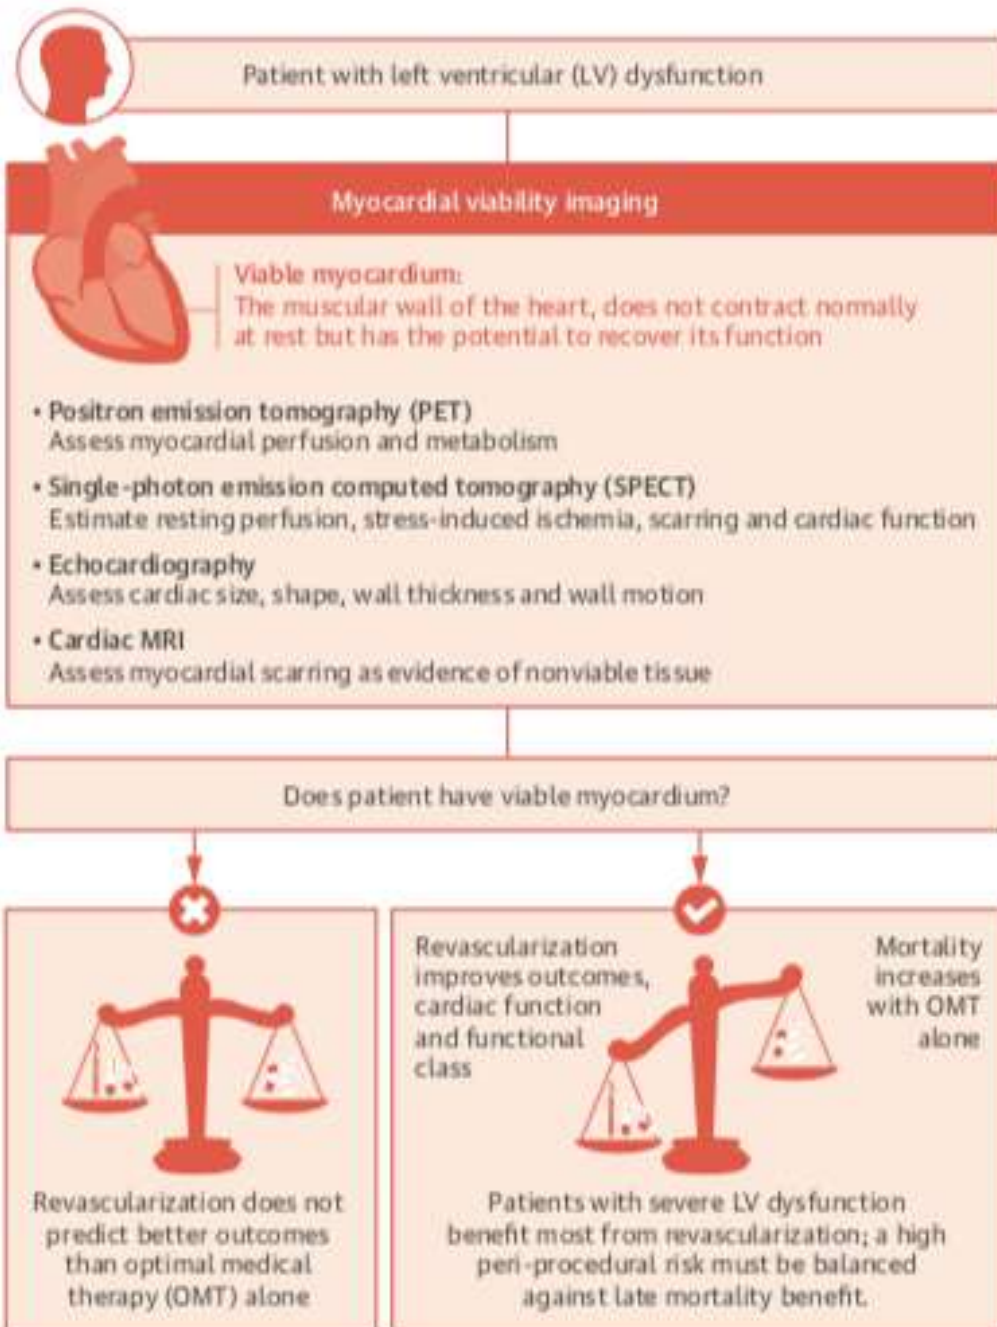 Patient with left ventricular (LV) dysfunction
Myocardial viability imaging
Viable myocardium:
The muscular wall of the heart, does not contract normally
at rest but has the potential to recover its function
• Positron emission tomography (PET)
Assess myocardial perfusion and metabolism
• Single-photon emission computed tomography (SPECT)
Estimate resting perfusion, stress-induced ischemia, scarring and cardiac function
• Echocardiography
Assess cardiac size, shape, wall thickness and wall motion
• Cardiac MRI
Assess myocardial scarring as evidence of nonviable tissue
Does patient have viable myocardium?
Revascularization does not
predict better outcomes
than optimal medical
therapy (OMT) alone
Revascularization
improves outcomes,
cardiac function
and functional
class
Mortality
increases
with OMT
alone
Patients with severe LV dysfunction
benefit most from revascularization; a high
peri-procedural risk must be balanced
against late mortality benefit.